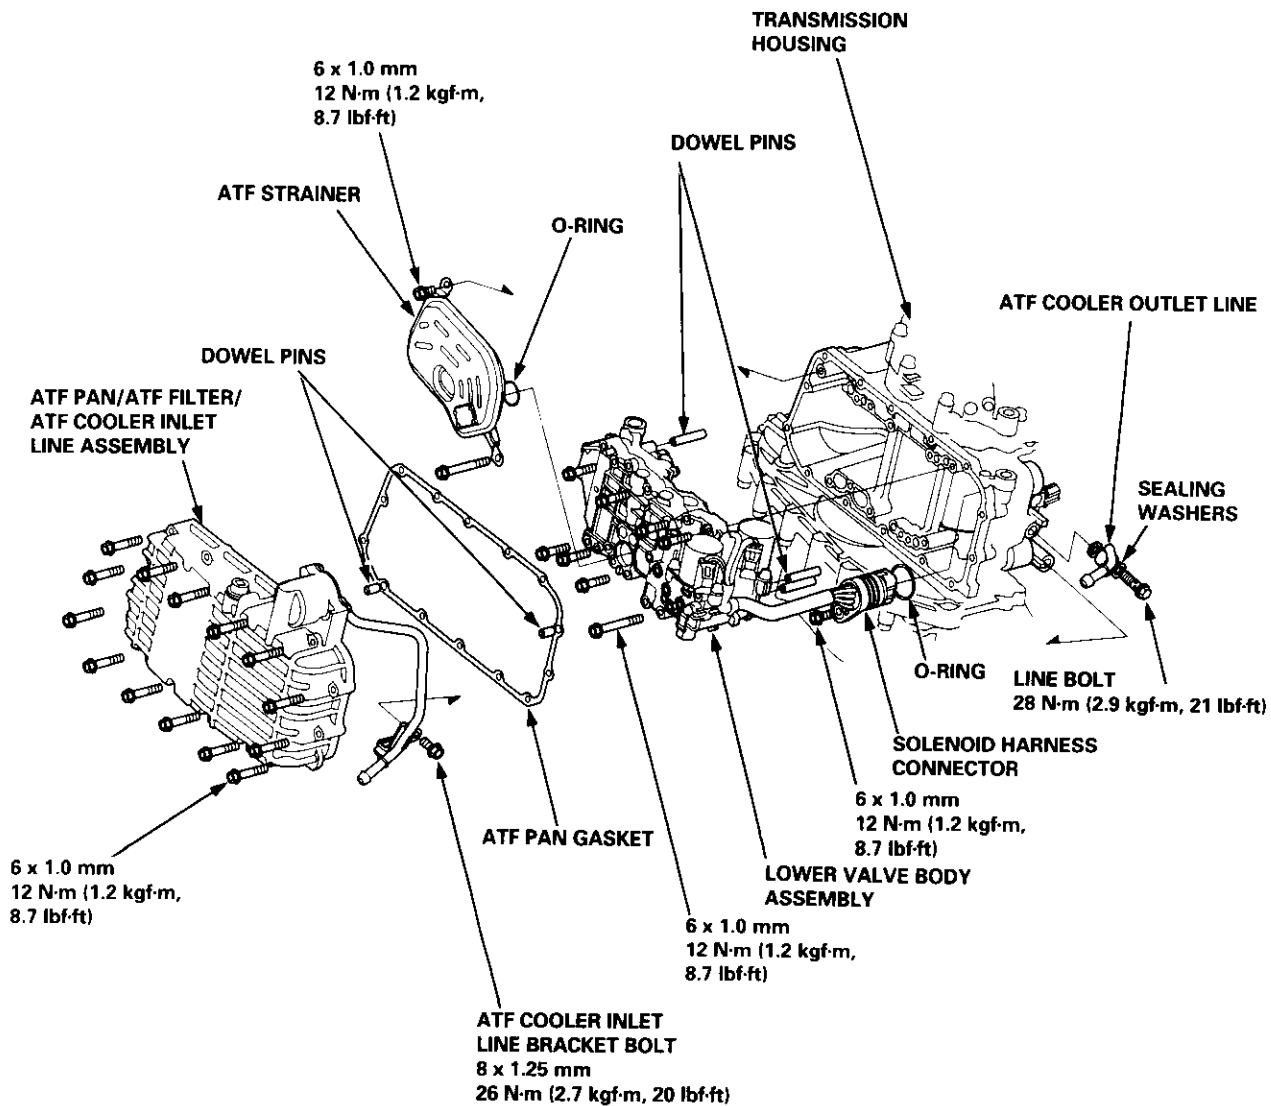 TRANSMISSION
HOUSING
6 x 1.0 mm
12 N·m (1.2 kgf·m,
8.7 lbf·ft)
DOWEL PINS
ATF STRAINER
O-RING
ATF COOLER OUTLET LINE
DOWEL PINS
ATF PAN/ATF FILTER/
ATF COOLER INLET
LINE ASSEMBLY
SEALING
WASHERS
O-RING
LINE BOLT
28 N·m (2.9 kgf·m, 21 lbf·ft)
SOLENOID HARNESS
CONNECTOR
6 x 1.0 mm
12 N·m (1.2 kgf·m,
8.7 lbf·ft)
ATF PAN GASKET
LOWER VALVE BODY
ASSEMBLY
6 x 1.0 mm
12 N·m (1.2 kgf·m,
8.7 lbf·ft)
6 x 1.0 mm
12 N·m (1.2 kgf·m,
8.7 lbf·ft)
ATF COOLER INLET
LINE BRACKET BOLT
8 x 1.25 mm
26 N·m (2.7 kgf·m, 20 lbf·ft)